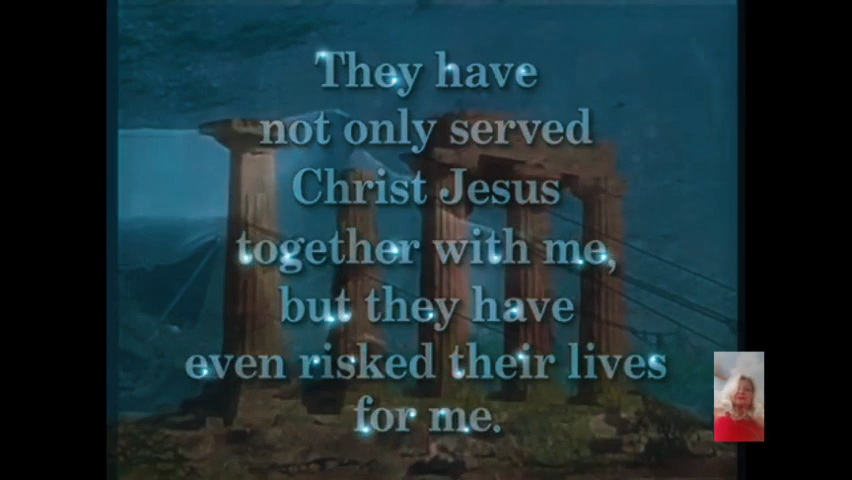 They have
not only served
Christ Jesus
together with me,
but they have
even risked their lives
for me.